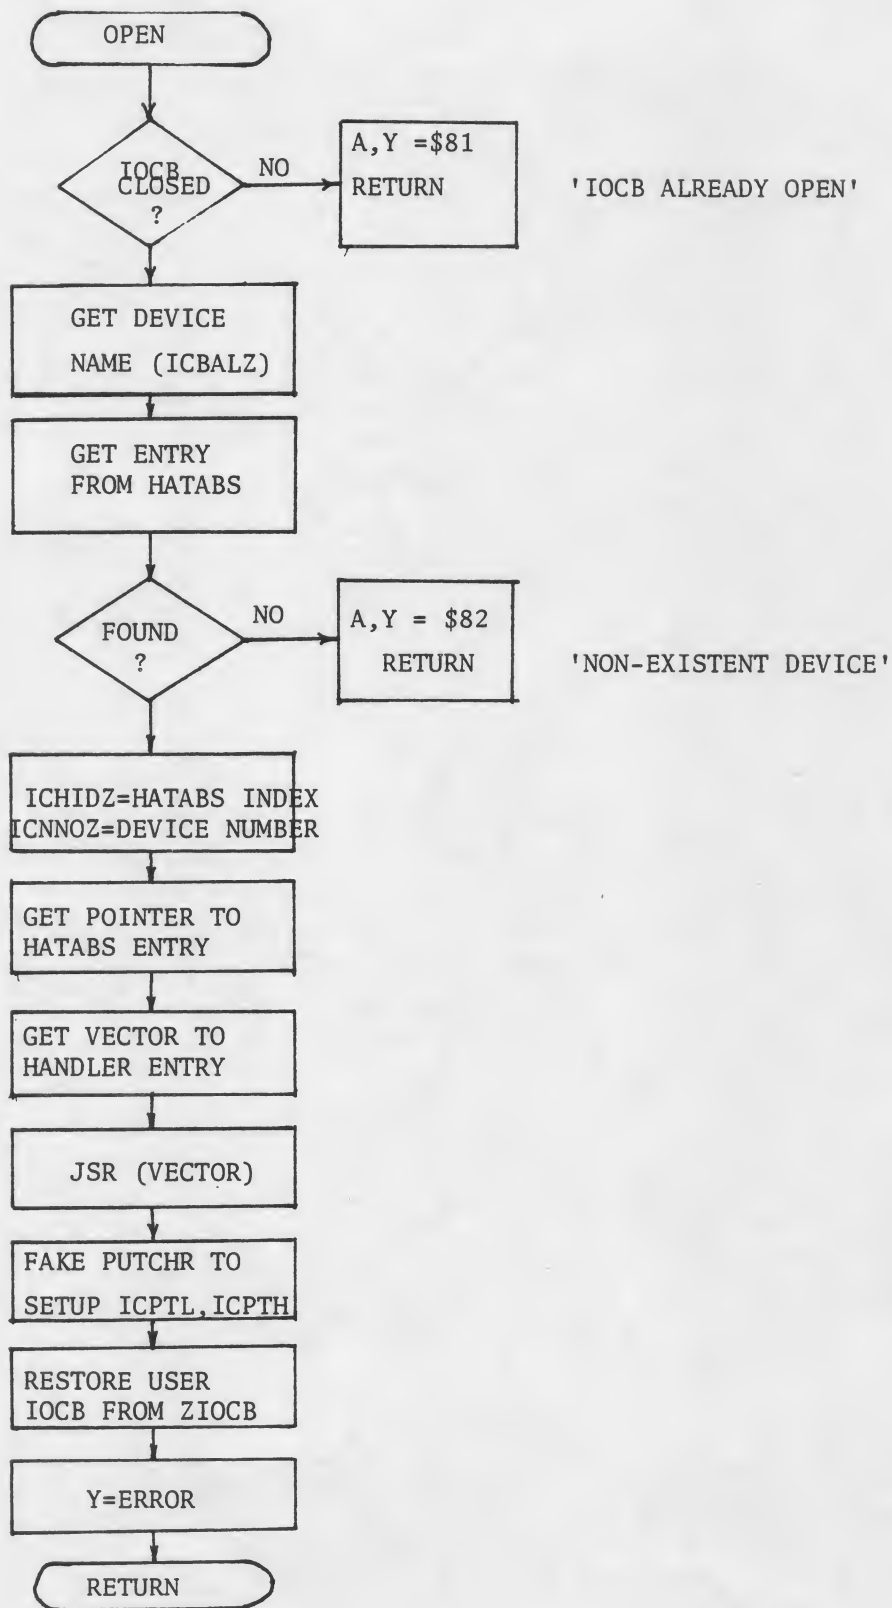 OPEN
IOCB
CLOSED
?
NO
A,Y =$81
RETURN
'IOCB ALREADY OPEN'
GET DEVICE
NAME (ICBALZ)
GET ENTRY
FROM HATABS
FOUND
?
NO
A,Y = $82
RETURN
'NON-EXISTENT DEVICE'
ICHIDZ=HATABS INDEX
ICNNOZ=DEVICE NUMBER
GET POINTER TO
HATABS ENTRY
GET VECTOR TO
HANDLER ENTRY
JSR (VECTOR)
FAKE PUTCHR TO
SETUP ICPTL,ICPTH
RESTORE USER
IOCB FROM ZIOCB
Y=ERROR
RETURN